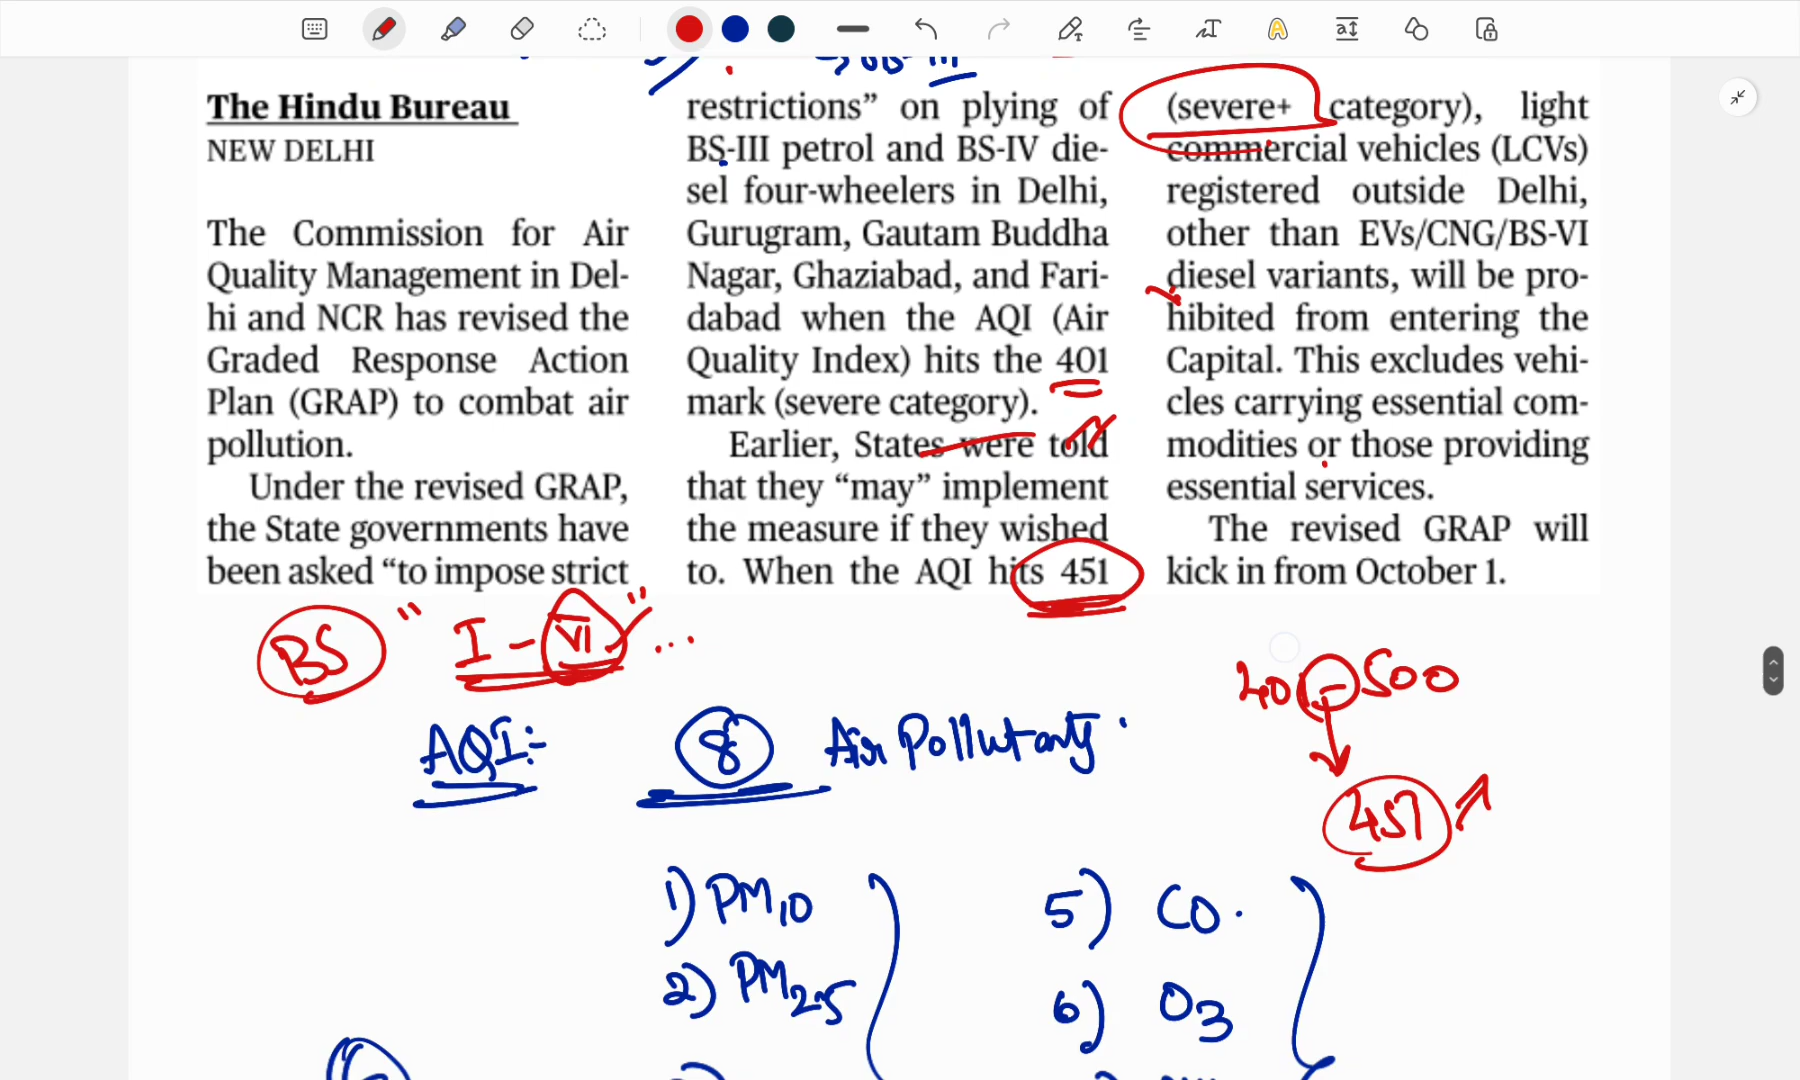 The Hindu Bureau
NEW DELHI
The Commission for Air
Quality Management in Del-
hi and NCR has revised the
Graded Response Action
Plan (GRAP) to combat air
pollution.
Under the revised GRAP,
the State governments have
been asked “to impose strict
restrictions” on plying of
BS-III petrol and BS-IV die-
sel four-wheelers in Delhi,
Gurugram, Gautam Buddha
Nagar, Ghaziabad, and Fari-
dabad when the AQI (Air
Quality Index) hits the 401
mark (severe category).
Earlier, States were told
that they “may” implement
the measure if they wished
to. When the AQI hits 451
(severe+ category), light
commercial vehicles (LCVs)
registered outside Delhi,
other than EVs/CNG/BS-VI
diesel variants, will be pro-
hibited from entering the
Capital. This excludes vehi-
cles carrying essential com-
modities or those providing
essential services.
The revised GRAP will
kick in from October 1.
BS " I - VI " ...
401 - 500
451
AQI:- 8 Air Pollutants
1) PM10
2) PM2.5
5) CO.
6) O3